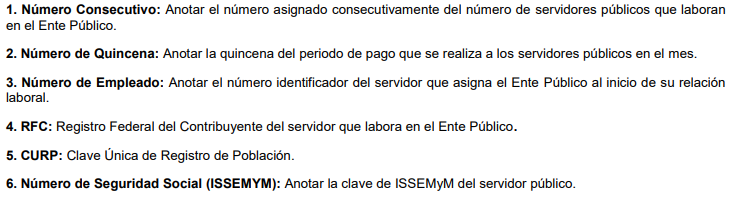 1. Número Consecutivo: Anotar el número asignado consecutivamente del número de servidores públicos que laboran
en el Ente Público.
2. Número de Quincena: Anotar la quincena del periodo de pago que se realiza a los servidores públicos en el mes.
3. Número de Empleado: Anotar el número identificador del servidor que asigna el Ente Público al inicio de su relación
laboral.
4. RFC: Registro Federal del Contribuyente del servidor que labora en el Ente Público.
5. CURP: Clave Única de Registro de Población.
6. Número de Seguridad Social (ISSEMYM): Anotar la clave de ISSEMyM del servidor público.